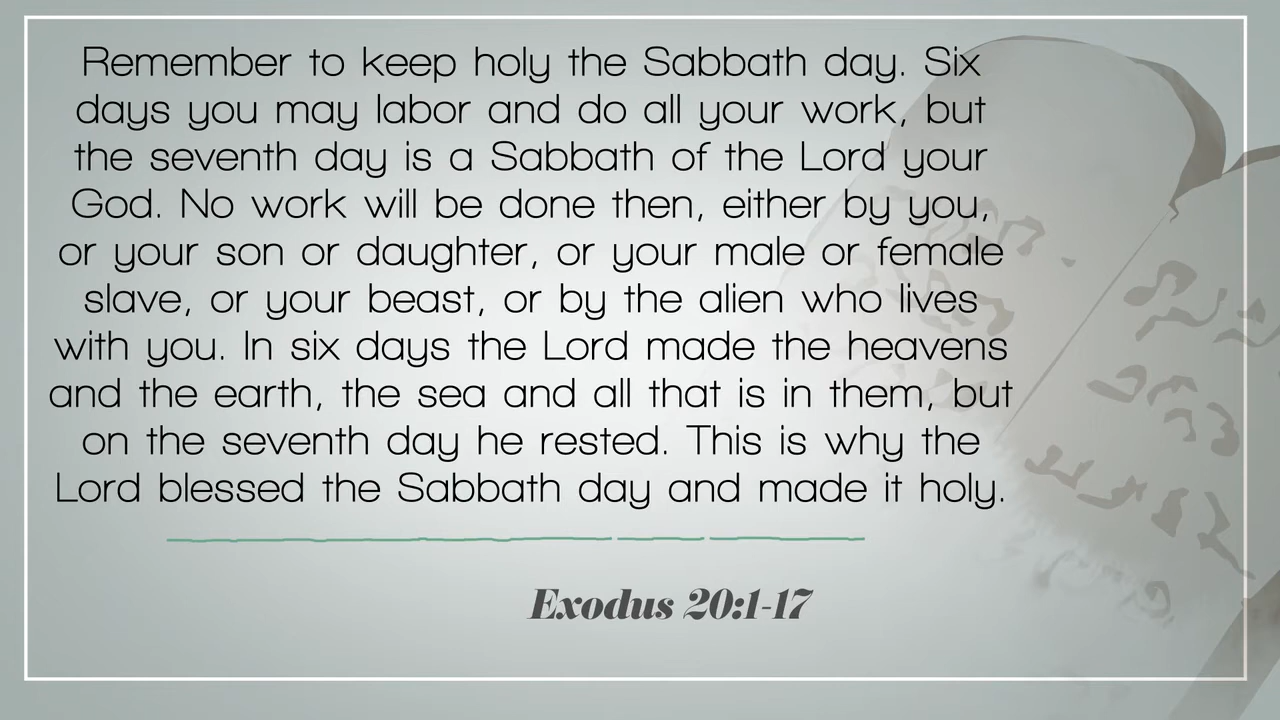 Remember to keep holy the Sabbath day. Six
days you may labor and do all your work, but
the seventh day is a Sabbath of the Lord your
God. No work will be done then, either by you,
or your son or daughter, or your male or female
slave, or your beast, or by the alien who lives
with you. In six days the Lord made the heavens
and the earth, the sea and all that is in them, but
on the seventh day he rested. This is why the
Lord blessed the Sabbath day and made it holy.
Exodus 20:1-17